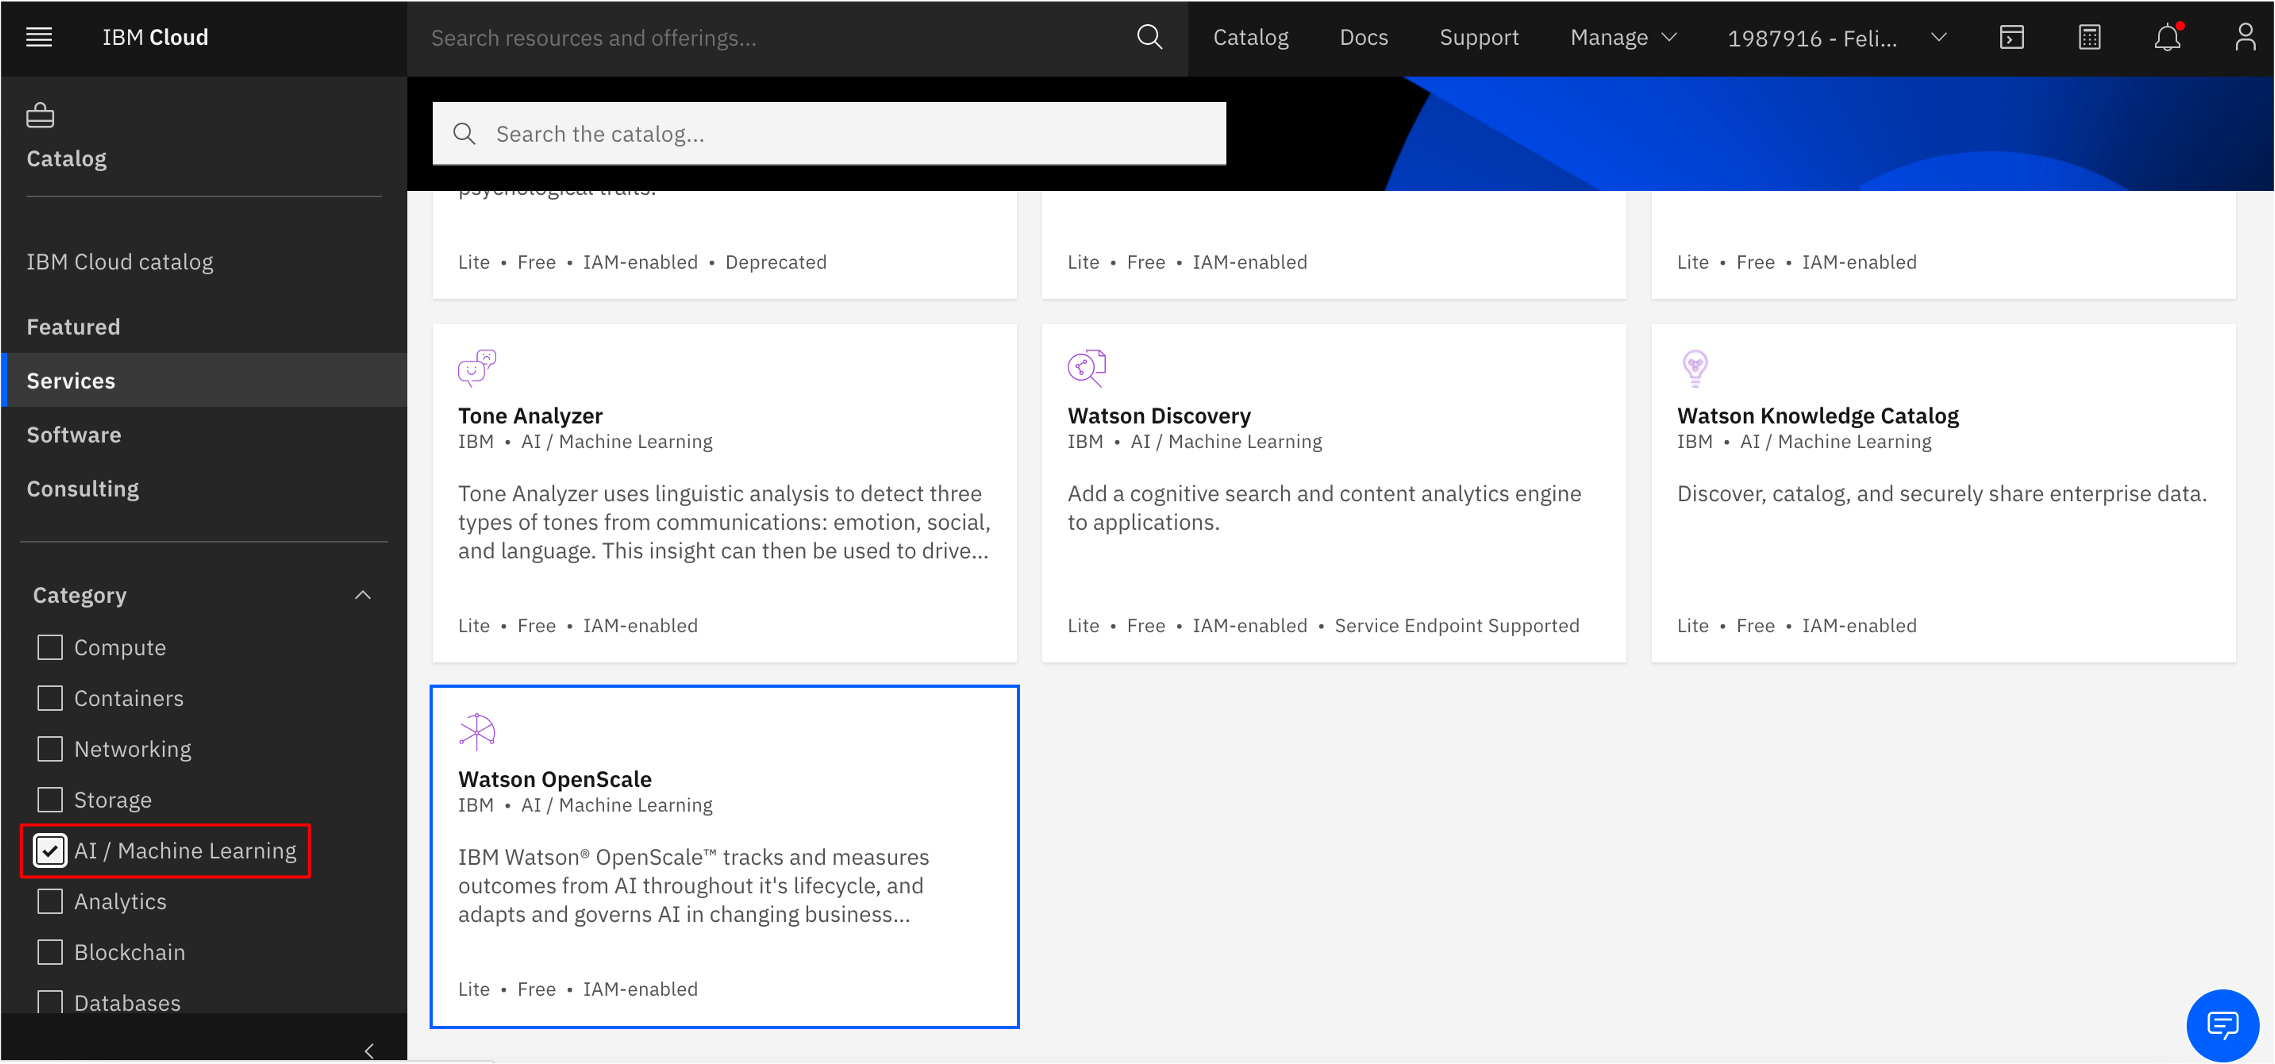 IBM Cloud
Search resources and offerings...
Catalog
Docs
Support
Manage
1987916 - Feli...
Catalog
IBM Cloud catalog
Featured
Services
Software
Consulting
Category
Compute
Containers
Networking
Storage
AI / Machine Learning
Analytics
Blockchain
Databases
Search the catalog...
psychological traits.
Lite • Free • IAM-enabled • Deprecated
Lite • Free • IAM-enabled
Lite • Free • IAM-enabled
Tone Analyzer
IBM • AI / Machine Learning
Tone Analyzer uses linguistic analysis to detect three
types of tones from communications: emotion, social,
and language. This insight can then be used to drive...
Lite • Free • IAM-enabled
Watson Discovery
IBM • AI / Machine Learning
Add a cognitive search and content analytics engine
to applications.
Lite • Free • IAM-enabled • Service Endpoint Supported
Watson Knowledge Catalog
IBM • AI / Machine Learning
Discover, catalog, and securely share enterprise data.
Lite • Free • IAM-enabled
Watson OpenScale
IBM • AI / Machine Learning
IBM Watson® OpenScale™ tracks and measures
outcomes from AI throughout it's lifecycle, and
adapts and governs AI in changing business...
Lite • Free • IAM-enabled